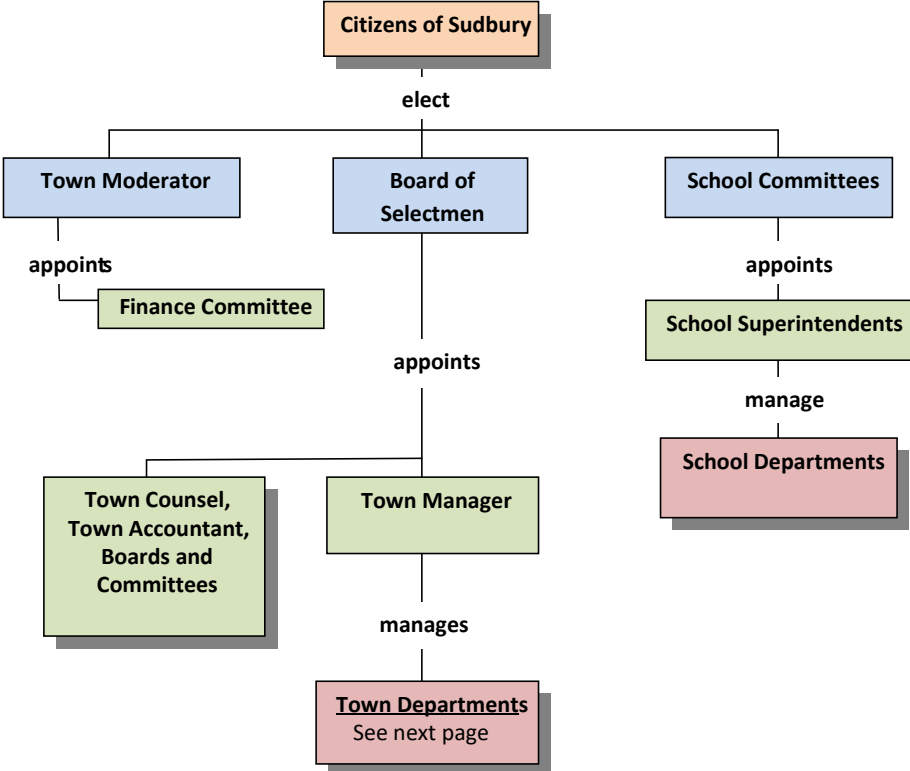 Citizens of Sudbury
elect
Town Moderator
Board of
Selectmen
School Committees
appoints
Finance Committee
appoints
School Superintendents
appoints
manage
School Departments
Town Counsel,
Town Accountant,
Boards and
Committees
Town Manager
manages
Town Departments
See next page